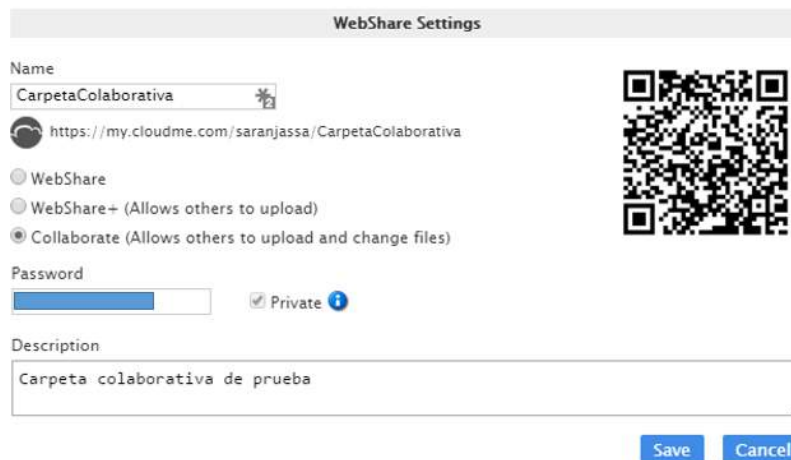 WebShare Settings
Name
CarpetaColaborativa
https://my.cloudme.com/saranjassa/CarpetaColaborativa
WebShare
WebShare+ (Allows others to upload)
Collaborate (Allows others to upload and change files)
Password
Private
Description
Carpeta colaborativa de prueba
Save Cancel